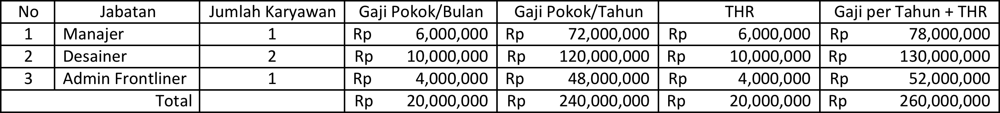 No Jabatan Jumlah Karyawan Gaji Pokok/Bulan Gaji Pokok/Tahun THR Gaji per Tahun + THR
1 Manajer 1 Rp 6,000,000 Rp 72,000,000 Rp 6,000,000 Rp 78,000,000
2 Desainer 2 Rp 10,000,000 Rp 120,000,000 Rp 10,000,000 Rp 130,000,000
3 Admin Frontliner 1 Rp 4,000,000 Rp 48,000,000 Rp 4,000,000 Rp 52,000,000
Total Rp 20,000,000 Rp 240,000,000 Rp 20,000,000 Rp 260,000,000